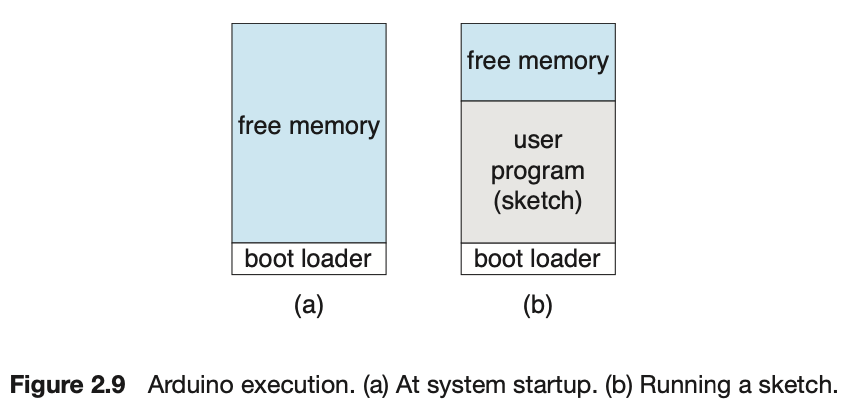 free memory
boot loader
(a)
free memory
user
program
(sketch)
boot loader
(b)
Figure 2.9 Arduino execution. (a) At system startup. (b) Running a sketch.